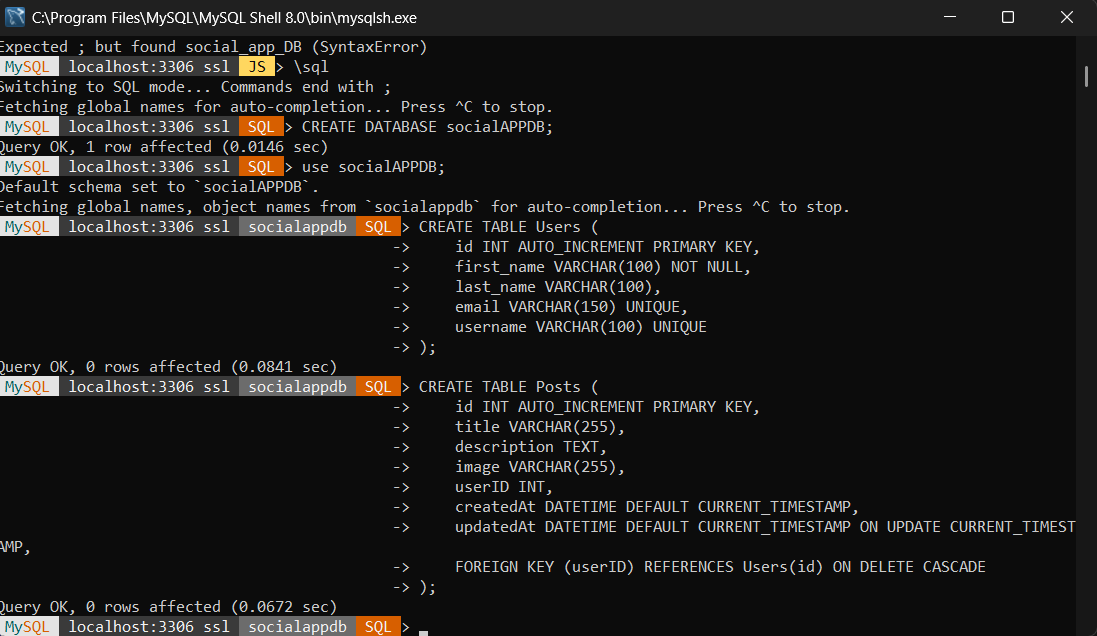 C:\Program Files\MySQL\MySQL Shell 8.0\bin\mysqlsh.exe
Expected ; but found social_app_DB (SyntaxError)
MySQL localhost:3306 ssl JS > \sql
Switching to SQL mode... Commands end with ;
Fetching global names for auto-completion... Press ^C to stop.
MySQL localhost:3306 ssl SQL > CREATE DATABASE socialAPPDB;
Query OK, 1 row affected (0.0146 sec)
MySQL localhost:3306 ssl SQL > use socialAPPDB;
Default schema set to `socialAPPDB`.
Fetching global names, object names from `socialappdb` for auto-completion... Press ^C to stop.
MySQL localhost:3306 ssl socialappdb SQL > CREATE TABLE Users (
-> id INT AUTO_INCREMENT PRIMARY KEY,
-> first_name VARCHAR(100) NOT NULL,
-> last_name VARCHAR(100),
-> email VARCHAR(150) UNIQUE,
-> username VARCHAR(100) UNIQUE
-> );
Query OK, 0 rows affected (0.0841 sec)
MySQL localhost:3306 ssl socialappdb SQL > CREATE TABLE Posts (
-> id INT AUTO_INCREMENT PRIMARY KEY,
-> title VARCHAR(255),
-> description TEXT,
-> image VARCHAR(255),
-> userID INT,
-> createdAt DATETIME DEFAULT CURRENT_TIMESTAMP,
-> updatedAt DATETIME DEFAULT CURRENT_TIMESTAMP ON UPDATE CURRENT_TIMEST
AMP,
-> FOREIGN KEY (userID) REFERENCES Users(id) ON DELETE CASCADE
-> );
Query OK, 0 rows affected (0.0672 sec)
MySQL localhost:3306 ssl socialappdb SQL >